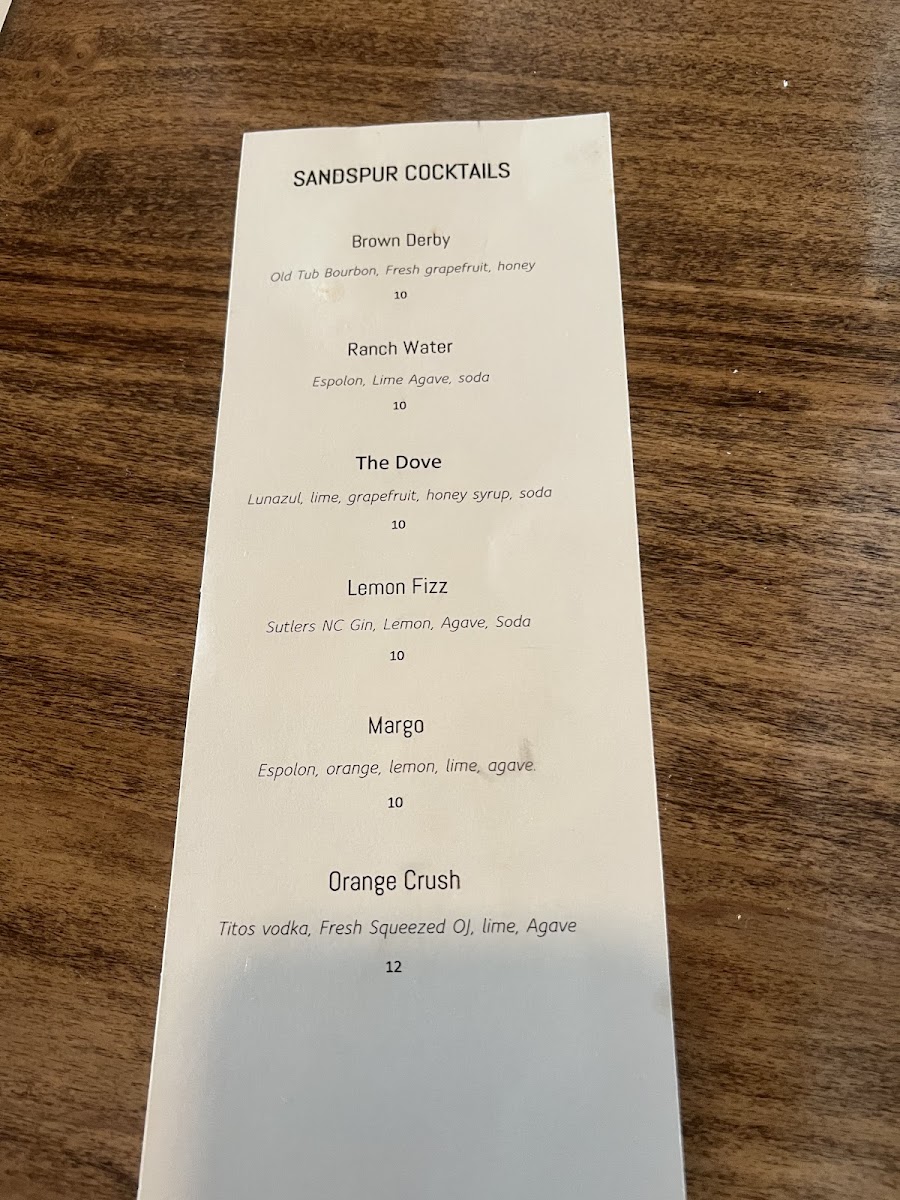 SANDSPUR COCKTAILS
Brown Derby
Old Tub Bourbon, Fresh grapefruit, honey
10
Ranch Water
Espolon, Lime Agave, soda
10
The Dove
Lunazul, lime, grapefruit, honey syrup, soda
10
Lemon Fizz
Sutlers NC Gin, Lemon, Agave, Soda
10
Margo
Espolon, orange, lemon, lime, agave.
10
Orange Crush
Titos vodka, Fresh Squeezed OJ, lime, Agave
12